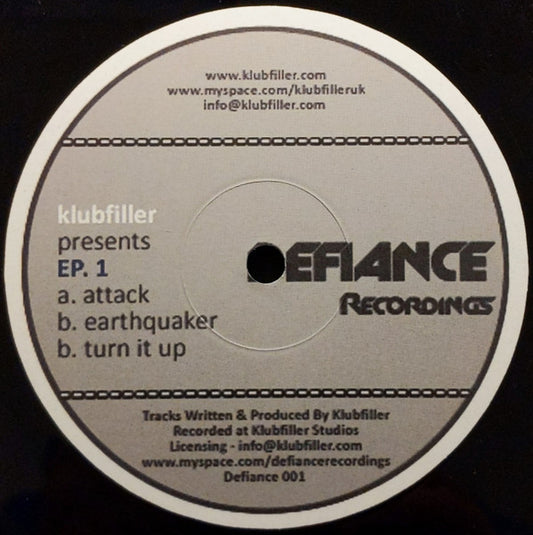 www.klubfiller.com
www.myspace.com/klubfilleruk
info@klubfiller.com
klubfiller
presents
EP. 1
a. attack
b. earthquaker
b. turn it up
DEFIANCE
RECORDINGS
Tracks Written & Produced By Klubfiller
Recorded at Klubfiller Studios
Licensing - info@klubfiller.com
www.myspace.com/defiancerecordings
Defiance 001